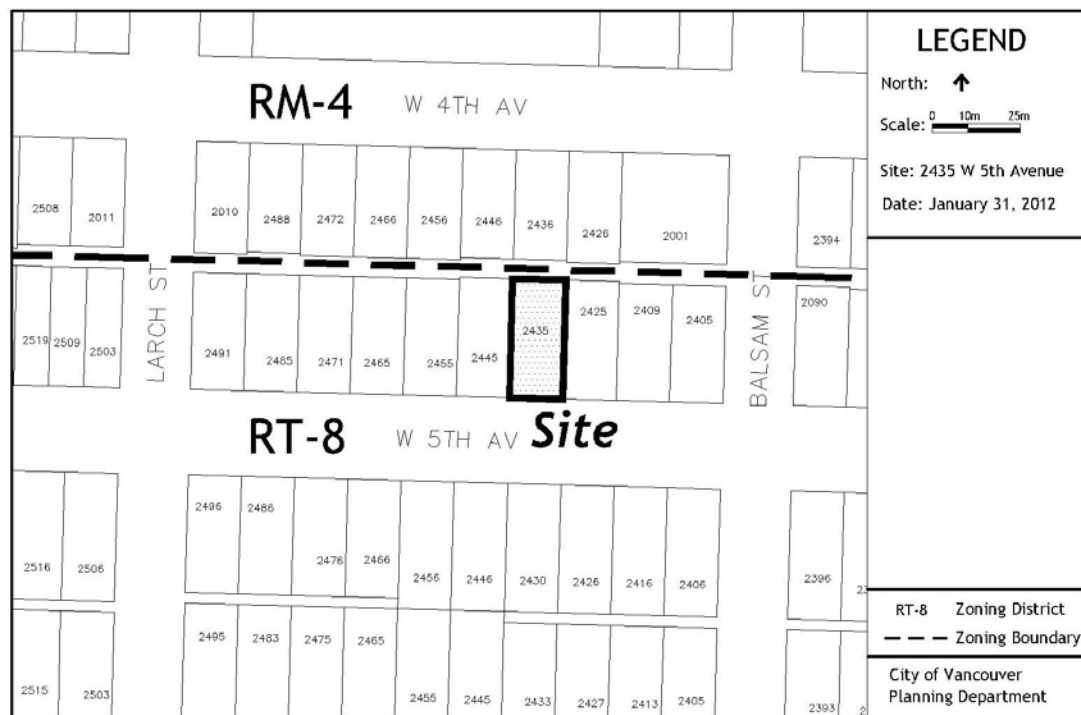 LEGEND
North:
Scale: 0 10m 25m
Site: 2435 W 5th Avenue
Date: January 31, 2012
RM-4 W 4TH AV
2508 2011 2010 2488 2472 2466 2456 2446 2436 2426 2001 2394
LARCH ST
BALSAM ST
2519 2509 2503 2491 2485 2471 2465 2455 2445 2435 2425 2409 2405 2090
RT-8 W 5TH AV Site
2496 2486 2476 2466
2516 2506 2456 2446 2430 2426 2416 2406 2396
2495 2483 2475 2465
2515 2503 2455 2445 2433 2427 2413 2405 2393
RT-8 Zoning District
Zoning Boundary
City of Vancouver
Planning Department